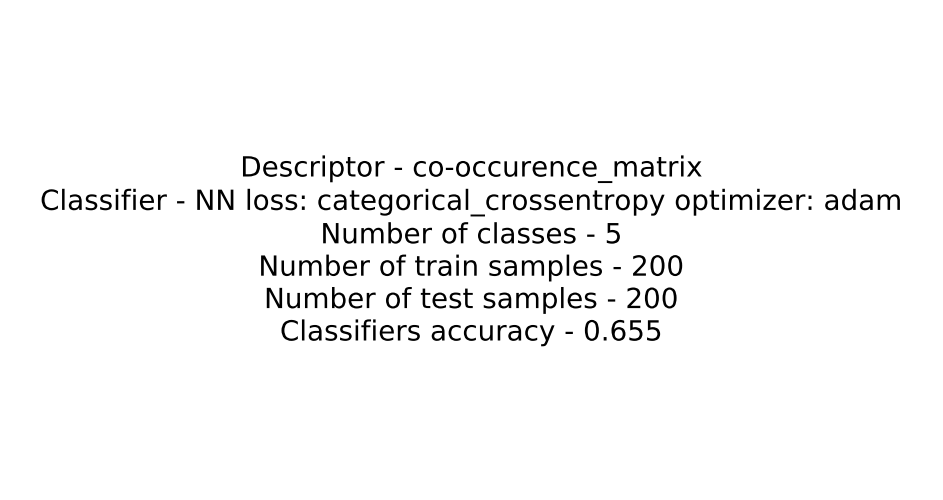 Descriptor - co-occurence_matrix
Classifier - NN loss: categorical_crossentropy optimizer: adam
Number of classes - 5
Number of train samples - 200
Number of test samples - 200
Classifiers accuracy - 0.655